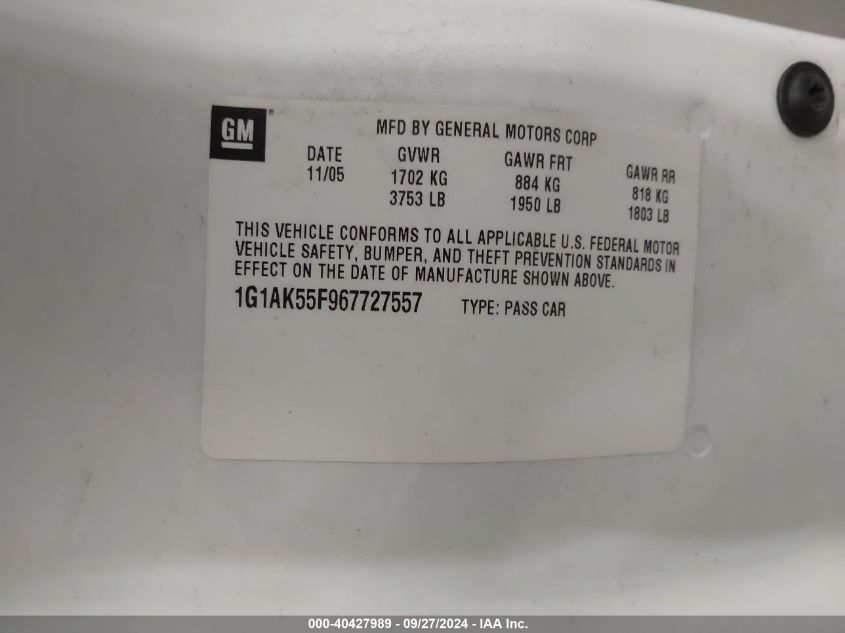 GM®
MFD BY GENERAL MOTORS CORP
DATE GVWR GAWR FRT GAWR RR
11/05 1702 KG 884 KG 818 KG
3753 LB 1950 LB 1803 LB
THIS VEHICLE CONFORMS TO ALL APPLICABLE U.S. FEDERAL MOTOR
VEHICLE SAFETY, BUMPER, AND THEFT PREVENTION STANDARDS IN
EFFECT ON THE DATE OF MANUFACTURE SHOWN ABOVE.
1G1AK55F967727557 TYPE: PASS CAR
000-40427989 - 09/27/2024 - IAA Inc.